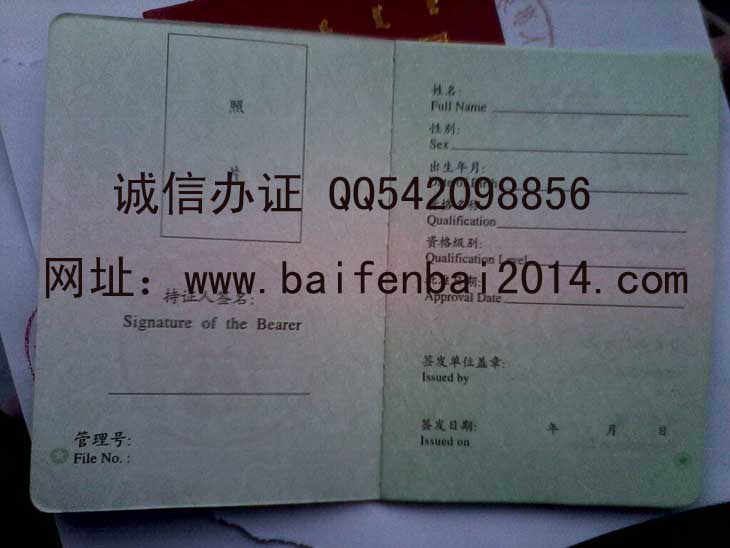 照
片
姓名:
Full Name
性别:
Sex
出生年月:
诚信办证 QQ542098856
Qualification
资格级别:
Qualification Level
网址：www.baifenbai2014.com
持证人签名:
Approval Date
Signature of the Bearer
签发单位盖章:
Issued by
签发日期: 年 月 日
Issued on
管理号:
File No. :